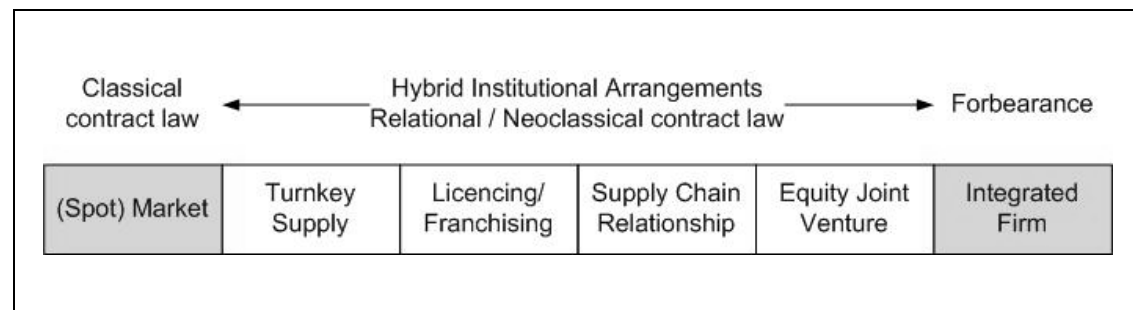 Classical
contract law
Hybrid Institutional Arrangements
Relational / Neoclassical contract law
Forbearance
(Spot) Market
Turnkey
Supply
Licencing/
Franchising
Supply Chain
Relationship
Equity Joint
Venture
Integrated
Firm